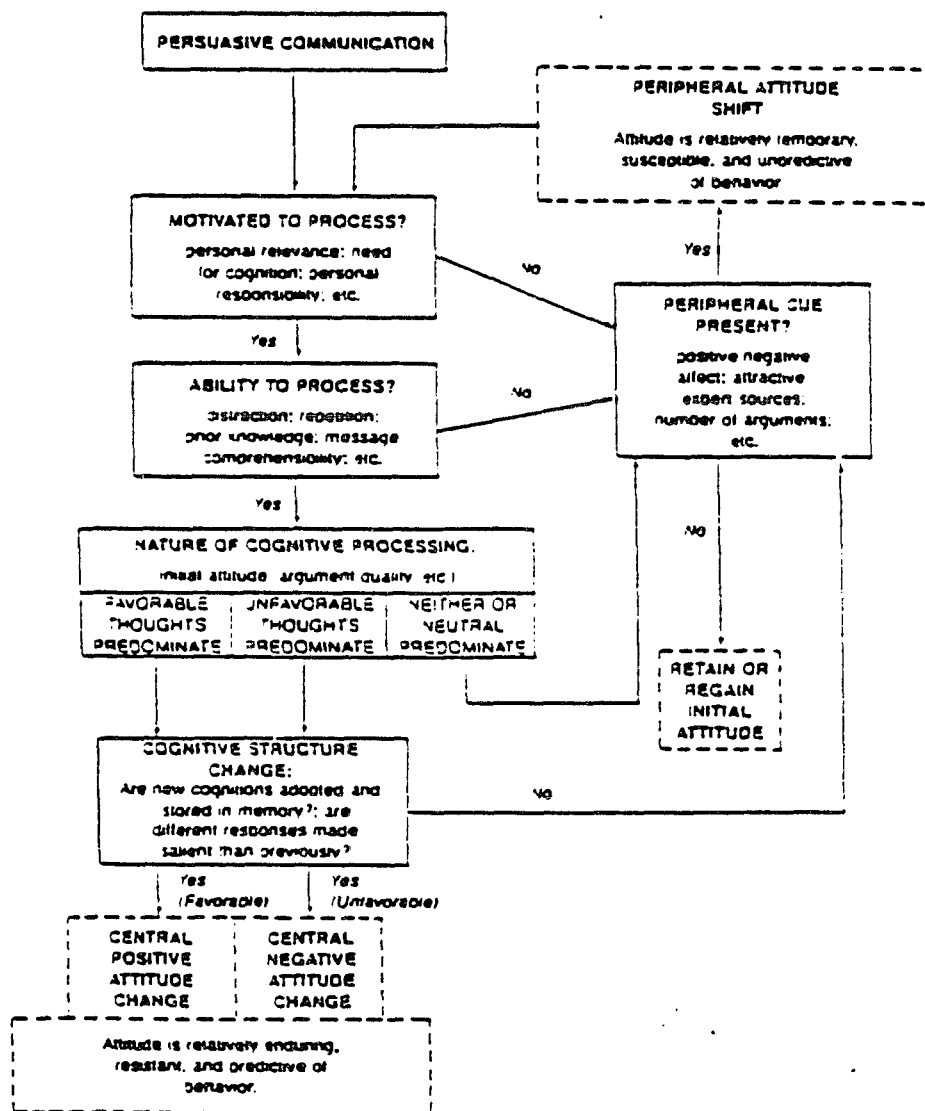 PERSUASIVE COMMUNICATION
PERIPHERAL ATTITUDE
SHIFT
Attitude is relatively temporary,
susceptible, and unpredictive
of behavior
MOTIVATED TO PROCESS?
personal relevance; need
for cognition; personal
responsibility; etc.
No
Yes
PERIPHERAL CUE
PRESENT?
positive negative
affect; attractive
expert sources;
number of arguments;
etc.
Yes
ABILITY TO PROCESS?
distraction; repetition;
prior knowledge; message
comprehensibility; etc.
No
Yes
No
NATURE OF COGNITIVE PROCESSING.
(initial attitude, argument quality, etc.)
FAVORABLE
THOUGHTS
PREDOMINATE
UNFAVORABLE
THOUGHTS
PREDOMINATE
NEITHER OR
NEUTRAL
PREDOMINATE
RETAIN OR
REGAIN
INITIAL
ATTITUDE
COGNITIVE STRUCTURE
CHANGE:
Are new cognitions adopted and
stored in memory?; are
different responses made
salient than previously?
No
Yes
(Favorable)
Yes
(Unfavorable)
CENTRAL
POSITIVE
ATTITUDE
CHANGE
CENTRAL
NEGATIVE
ATTITUDE
CHANGE
Attitude is relatively enduring,
resistant, and predictive of
behavior.